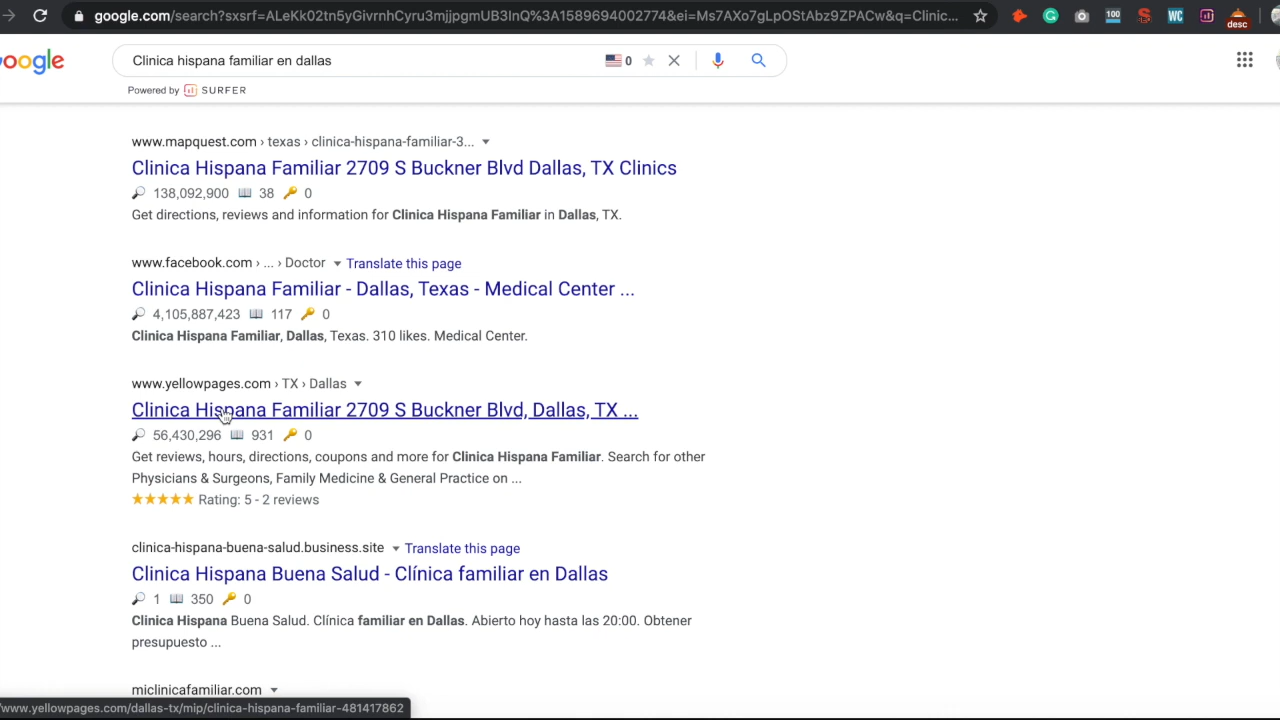 google.com/search?sxsrf=ALeKk02tn5yGivrnhCyru3mjjpgmUB3lnQ%3A1589694002774&ei=Ms7AXo7gLpOStAbz9ZPACw&q=Clinic...
100
WC
desc
oogle
Clinica hispana familiar en dallas
0
Powered by SURFER
www.mapquest.com › texas › clinica-hispana-familiar-3...
Clinica Hispana Familiar 2709 S Buckner Blvd Dallas, TX Clinics
138,092,900 38 0
Get directions, reviews and information for Clinica Hispana Familiar in Dallas, TX.
www.facebook.com › ... › Doctor Translate this page
Clinica Hispana Familiar - Dallas, Texas - Medical Center ...
4,105,887,423 117 0
Clinica Hispana Familiar, Dallas, Texas. 310 likes. Medical Center.
www.yellowpages.com › TX › Dallas
Clinica Hispana Familiar 2709 S Buckner Blvd, Dallas, TX ...
56,430,296 931 0
Get reviews, hours, directions, coupons and more for Clinica Hispana Familiar. Search for other
Physicians & Surgeons, Family Medicine & General Practice on ...
Rating: 5 - 2 reviews
clinica-hispana-buena-salud.business.site Translate this page
Clinica Hispana Buena Salud - Clínica familiar en Dallas
1 350 0
Clinica Hispana Buena Salud. Clínica familiar en Dallas. Abierto hoy hasta las 20:00. Obtener
presupuesto ...
miclinicafamiliar.com
www.yellowpages.com/dallas-tx/mip/clinica-hispana-familiar-481417862